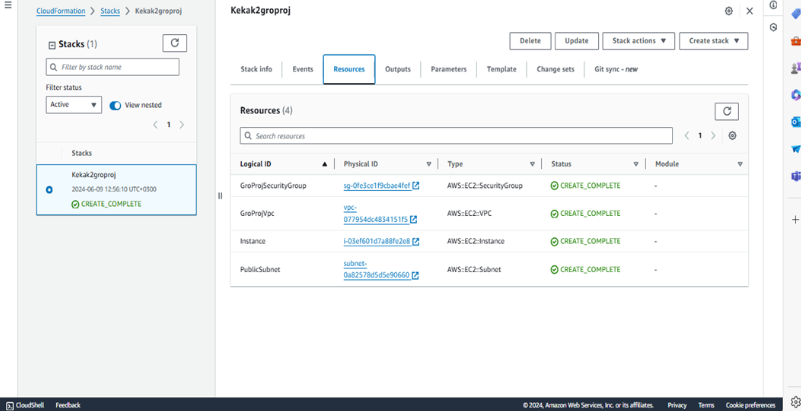 CloudFormation > Stacks > Kekak2groproj
Stacks (1)
Filter by stack name
Filter status
Active
View nested
1
Stacks
Kekak2groproj
2024-06-09 12:56:10 UTC+0300
CREATE_COMPLETE
Kekak2groproj
Delete
Update
Stack actions
Create stack
Stack info
Events
Resources
Outputs
Parameters
Template
Change sets
Git sync - new
Resources (4)
Search resources
1
Logical ID Physical ID Type Status Module
GroProjSecurityGroup sg-0fe3ce1f9cbae4fef AWS::EC2::SecurityGroup CREATE_COMPLETE -
GroProjVpc vpc- AWS::EC2::VPC CREATE_COMPLETE -
077954dc4834151f5
Instance i-03ef601d7a88fe2e8 AWS::EC2::Instance CREATE_COMPLETE -
PublicSubnet subnet- AWS::EC2::Subnet CREATE_COMPLETE -
0a82578d5d5e90660
CloudShell Feedback © 2024, Amazon Web Services, Inc. or its affiliates. Privacy Terms Cookie preferences